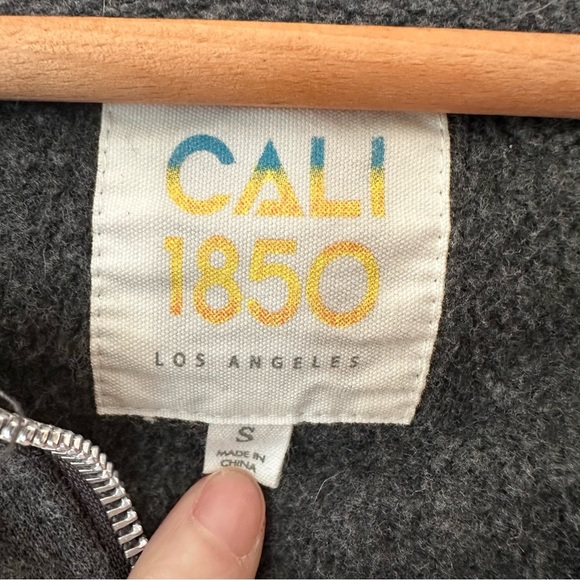 CALI
1850
LOS ANGELES
S
MADE IN
CHINA